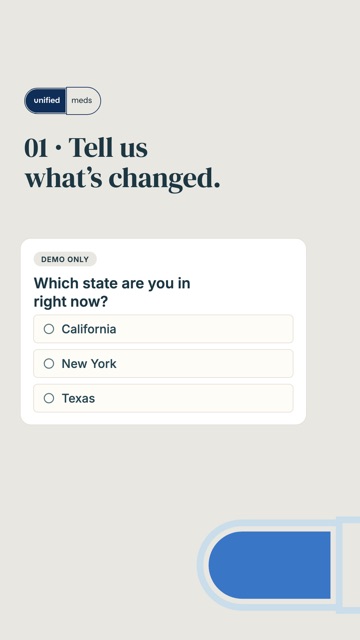 unified meds
01 · Tell us
what’s changed.
DEMO ONLY
Which state are you in
right now?
California
New York
Texas